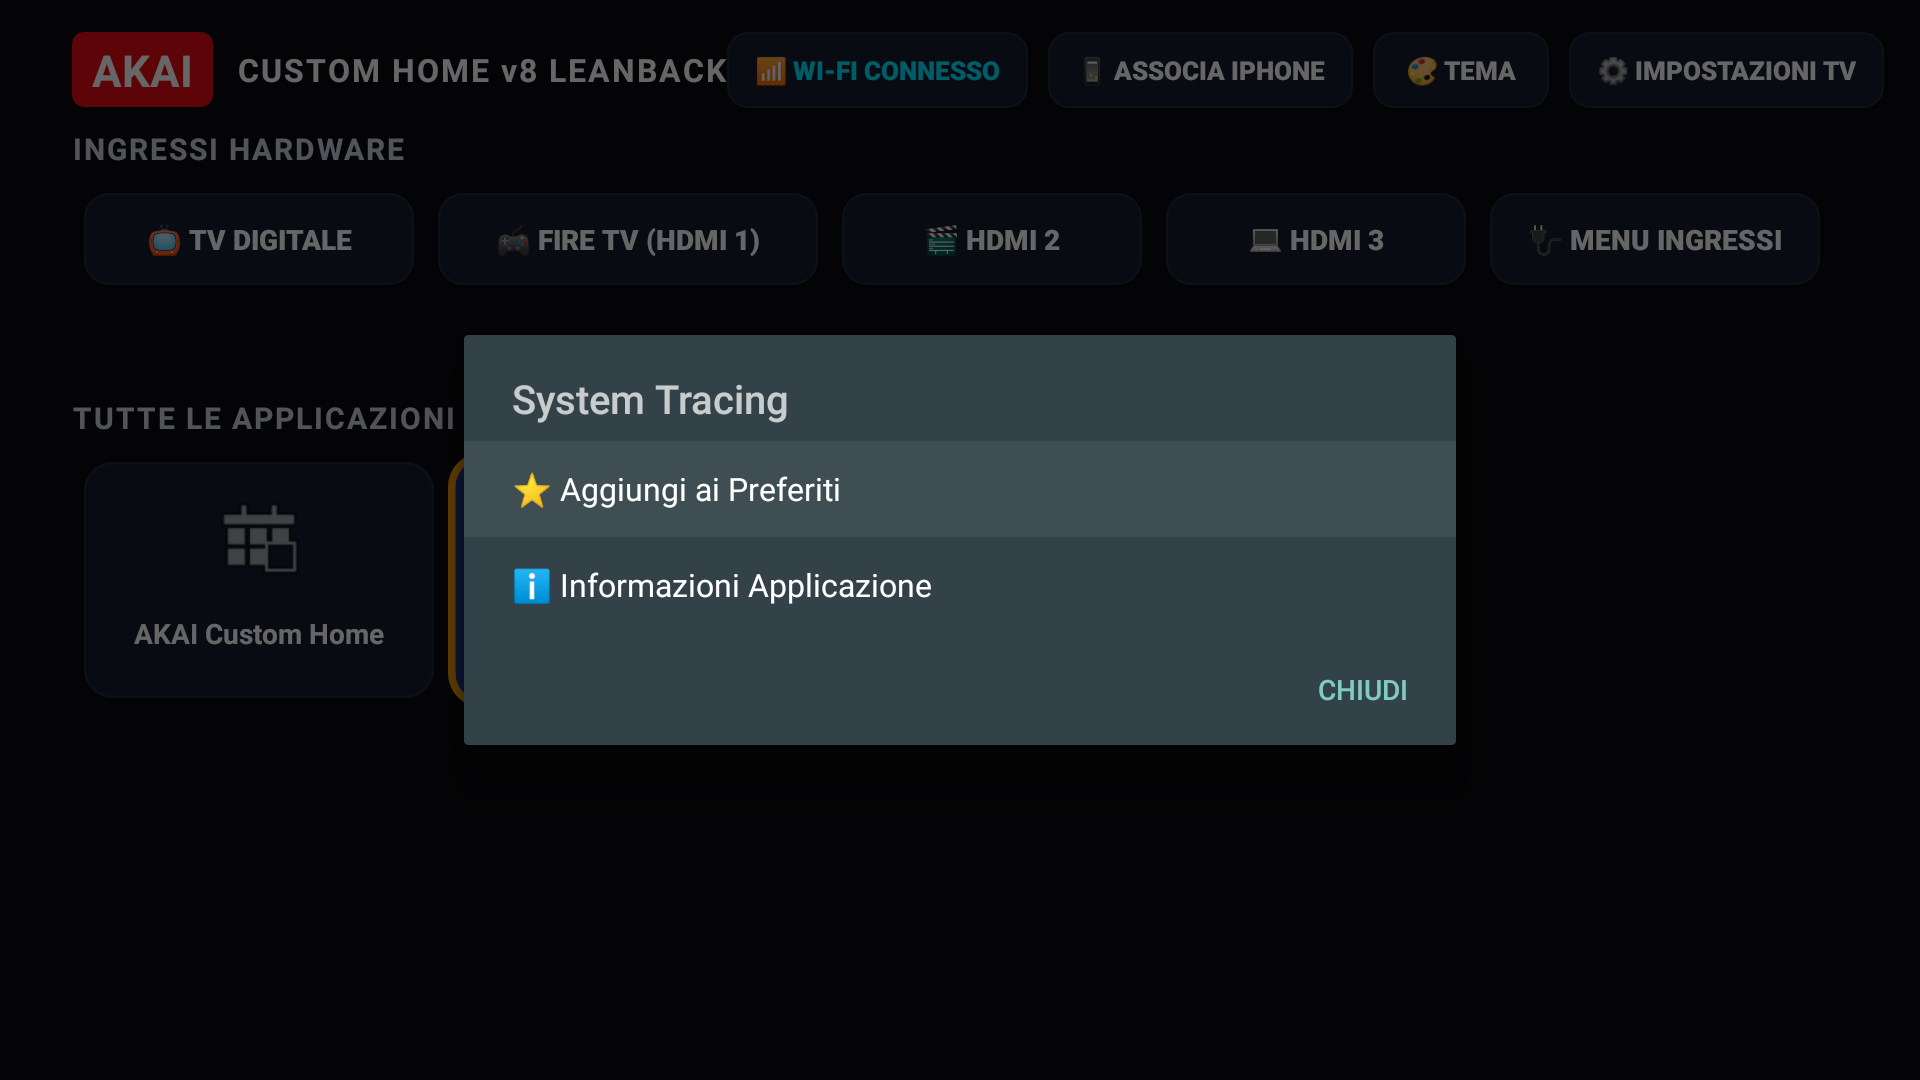 AKAI
CUSTOM HOME v8 LEANBACK
WI-FI CONNESSO
ASSOCIA IPHONE
TEMA
IMPOSTAZIONI TV
INGRESSI HARDWARE
TV DIGITALE
FIRE TV (HDMI 1)
HDMI 2
HDMI 3
MENU INGRESSI
TUTTE LE APPLICAZIONI
AKAI Custom Home
System Tracing
Aggiungi ai Preferiti
Informazioni Applicazione
CHIUDI